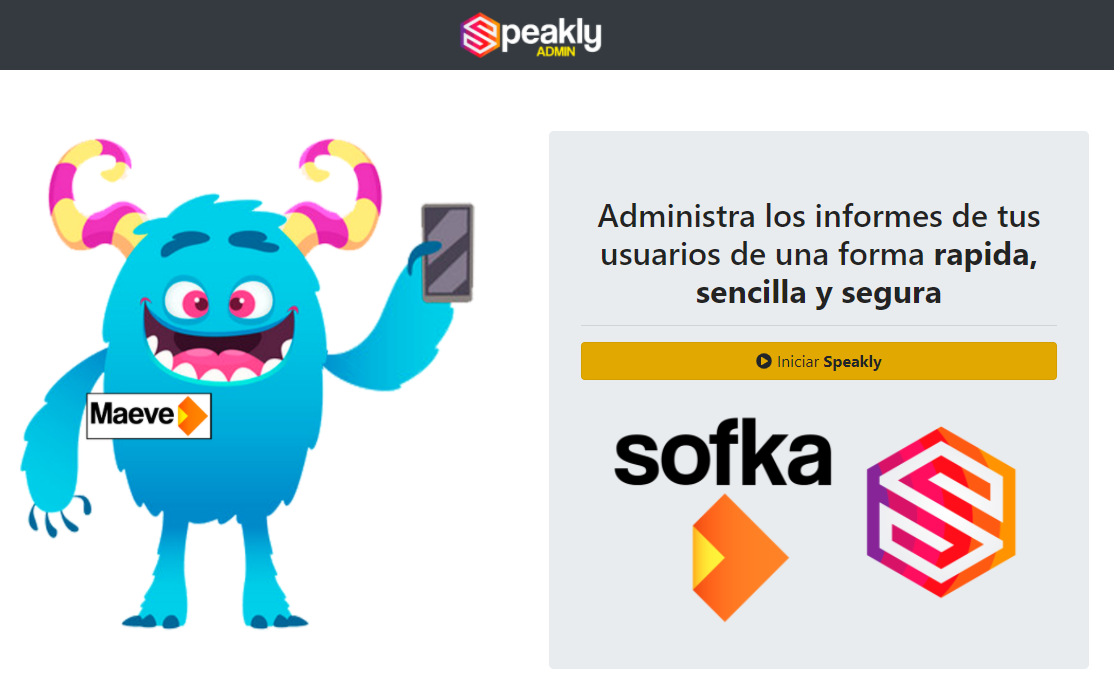 Speakly
ADMIN
Administra los informes de tus
usuarios de una forma rapida,
sencilla y segura
Iniciar Speakly
Maeve
sofka